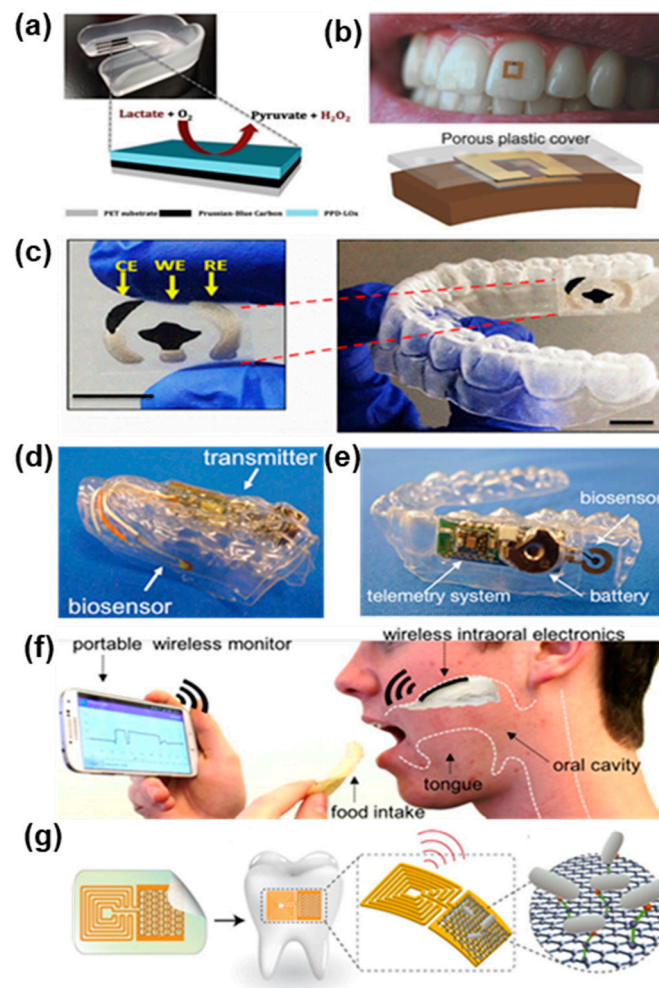 (a)
(b)
Lactate + O2
Pyruvate + H2O2
PET substrate
Prussian-Blue Carbon
PPD-LOx
Porous plastic cover
(c)
CE WE RE
(d)
transmitter
biosensor
(e)
biosensor
telemetry system
battery
(f)
portable wireless monitor
wireless intraoral electronics
tongue
oral cavity
food intake
(g)